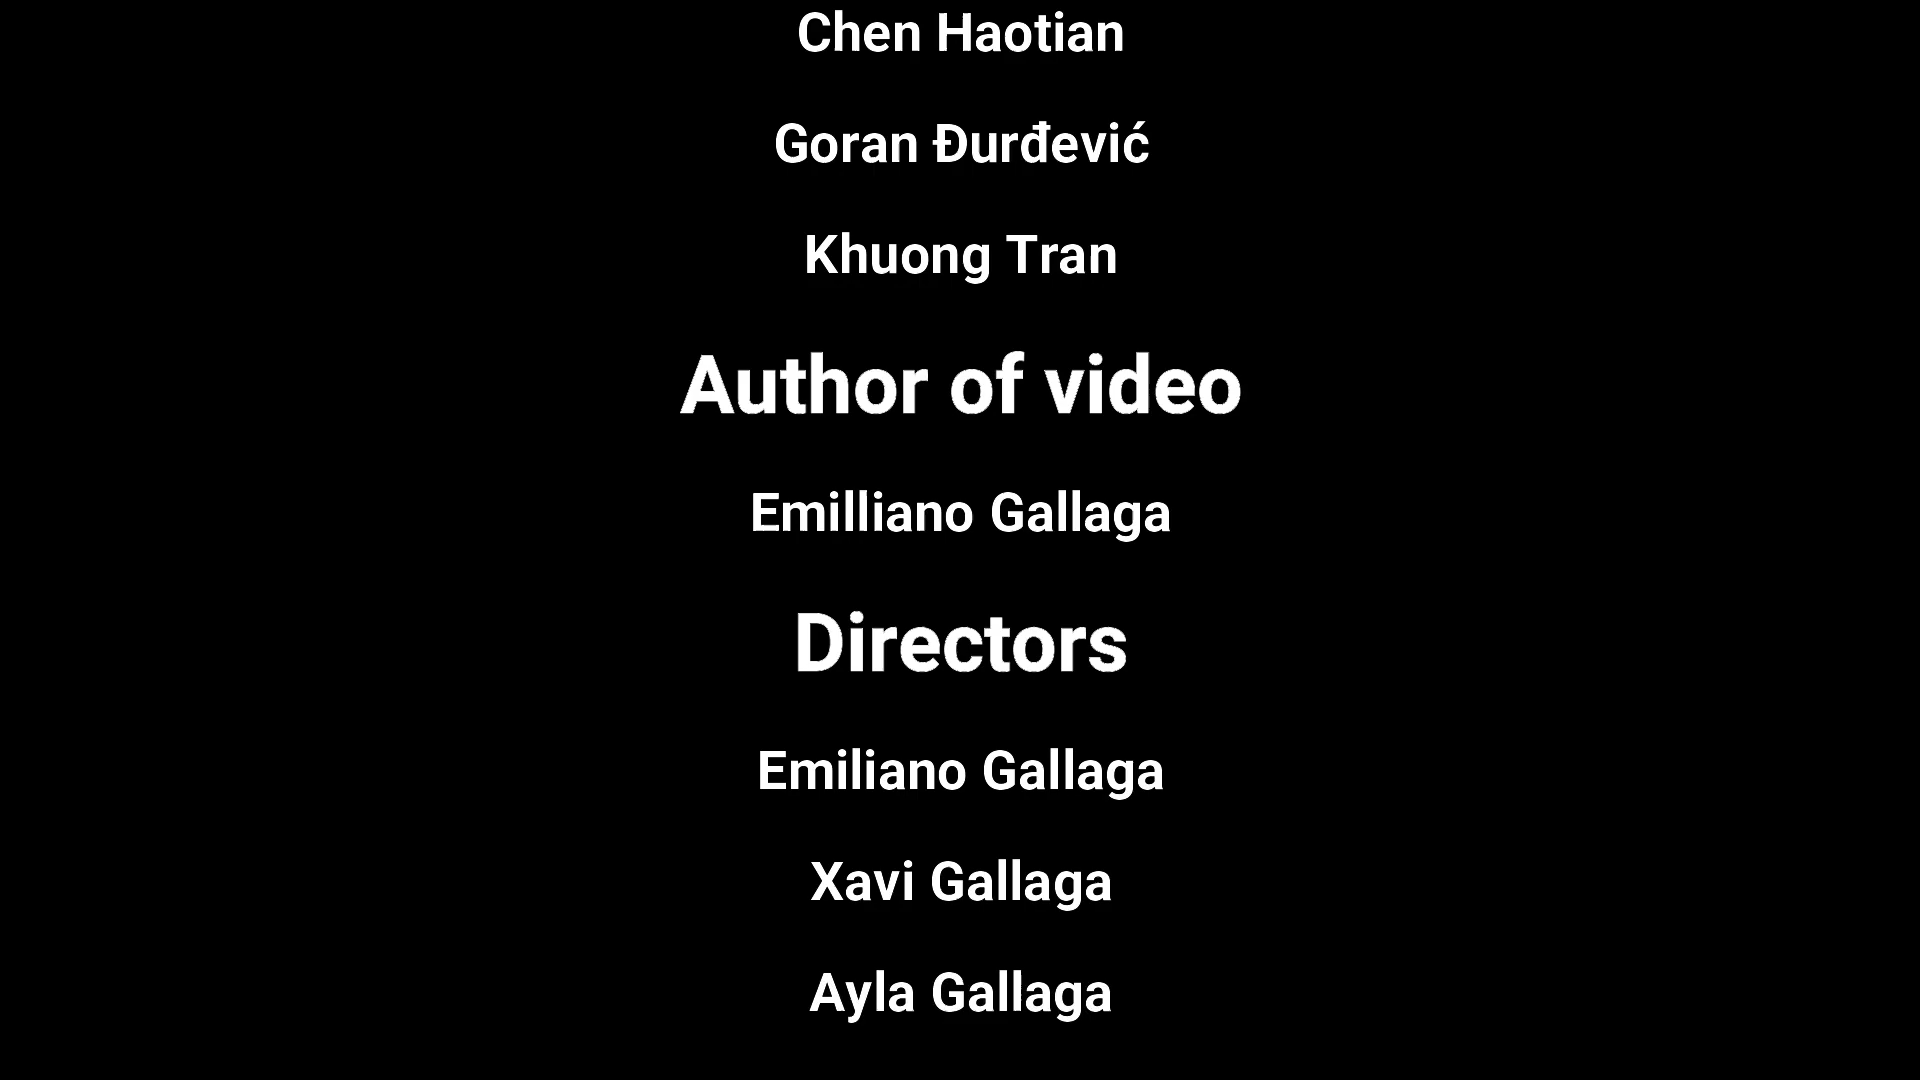 Chen Haotian
Goran Đurđević
Khuong Tran
Author of video
Emilliano Gallaga
Directors
Emiliano Gallaga
Xavi Gallaga
Ayla Gallaga